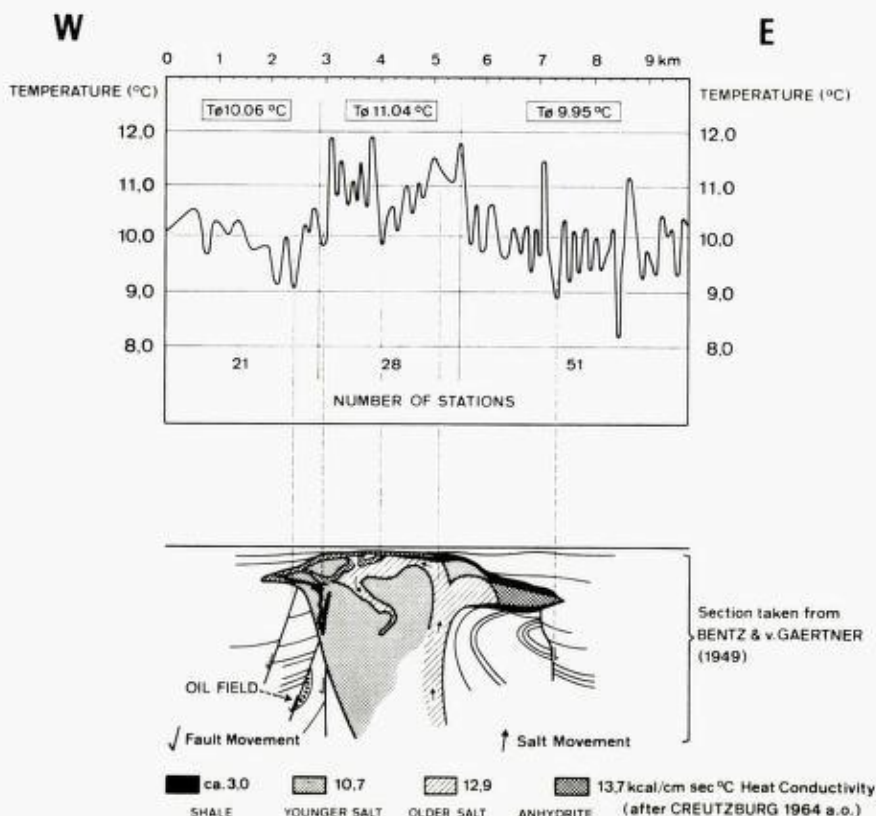 W
E
0 1 2 3 4 5 6 7 8 9 km
TEMPERATURE (°C)
TEMPERATURE (°C)
Tø10.06 °C
Tø 11.04 °C
Tø 9.95 °C
12.0
12.0
11.0
11.0
10.0
10.0
9.0
9.0
8.0
8.0
21
28
51
NUMBER OF STATIONS
Section taken from
BENTZ & v. GAERTNER
(1949)
OIL FIELD
Fault Movement
Salt Movement
ca. 3,0
10,7
12,9
13,7 kcal/cm sec °C Heat Conductivity
SHALE
YOUNGER SALT
OLDER SALT
ANHYDRITE
(after CREUTZBURG 1964 a.o.)